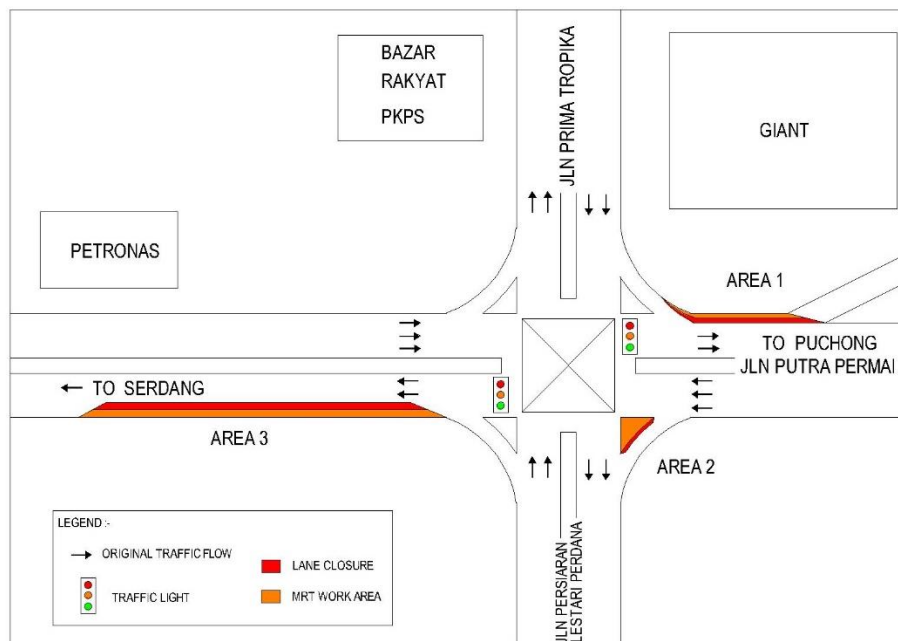 BAZAR
RAKYAT
PKPS
JLN PRIMA TROPIKA
GIANT
PETRONAS
AREA 1
TO PUCHONG
JLN PUTRA PERMAI
TO SERDANG
AREA 3
AREA 2
JLN PERSIARAN
LESTARI PERDANA
LEGEND :-
ORIGINAL TRAFFIC FLOW
LANE CLOSURE
TRAFFIC LIGHT
MRT WORK AREA